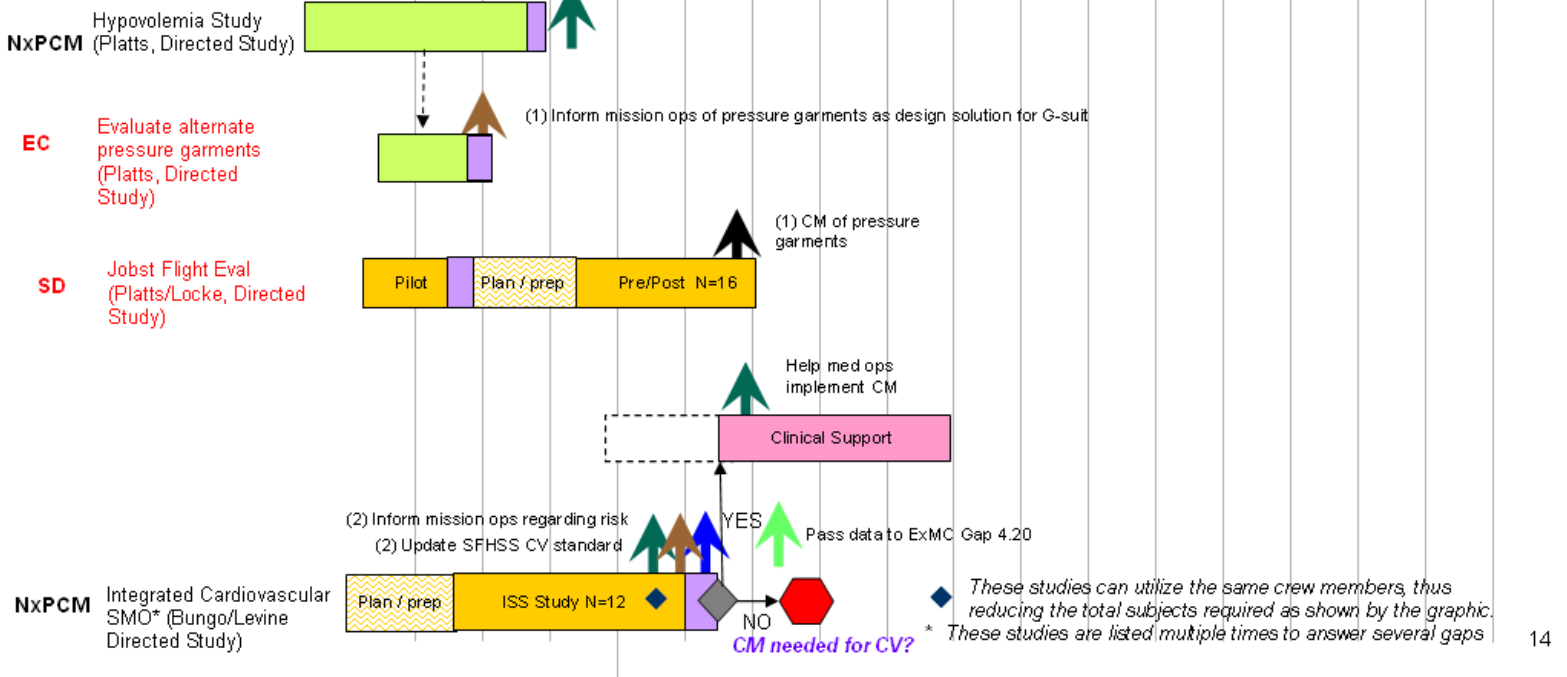 NxPCM
Hypovolemia Study
(Platts, Directed Study)
(1) Inform mission ops of pressure garments as design solution for G-suit
EC
Evaluate alternate
pressure garments
(Platts, Directed
Study)
(1) CM of pressure
garments
SD
Jobst Flight Eval
(Platts/Locke, Directed
Study)
Pilot
Plan / prep
Pre/Post N=16
Help med ops
implement CM
Clinical Support
(2) Inform mission ops regarding risk
(2) Update SFHSS CV standard
YES
Pass data to ExMC Gap 4.20
NxPCM
Integrated Cardiovascular
SMO* (Bungo/Levine
Directed Study)
Plan / prep
ISS Study N=12
NO
CM needed for CV?
These studies can utilize the same crew members, thus
reducing the total subjects required as shown by the graphic.
* These studies are listed multiple times to answer several gaps
14